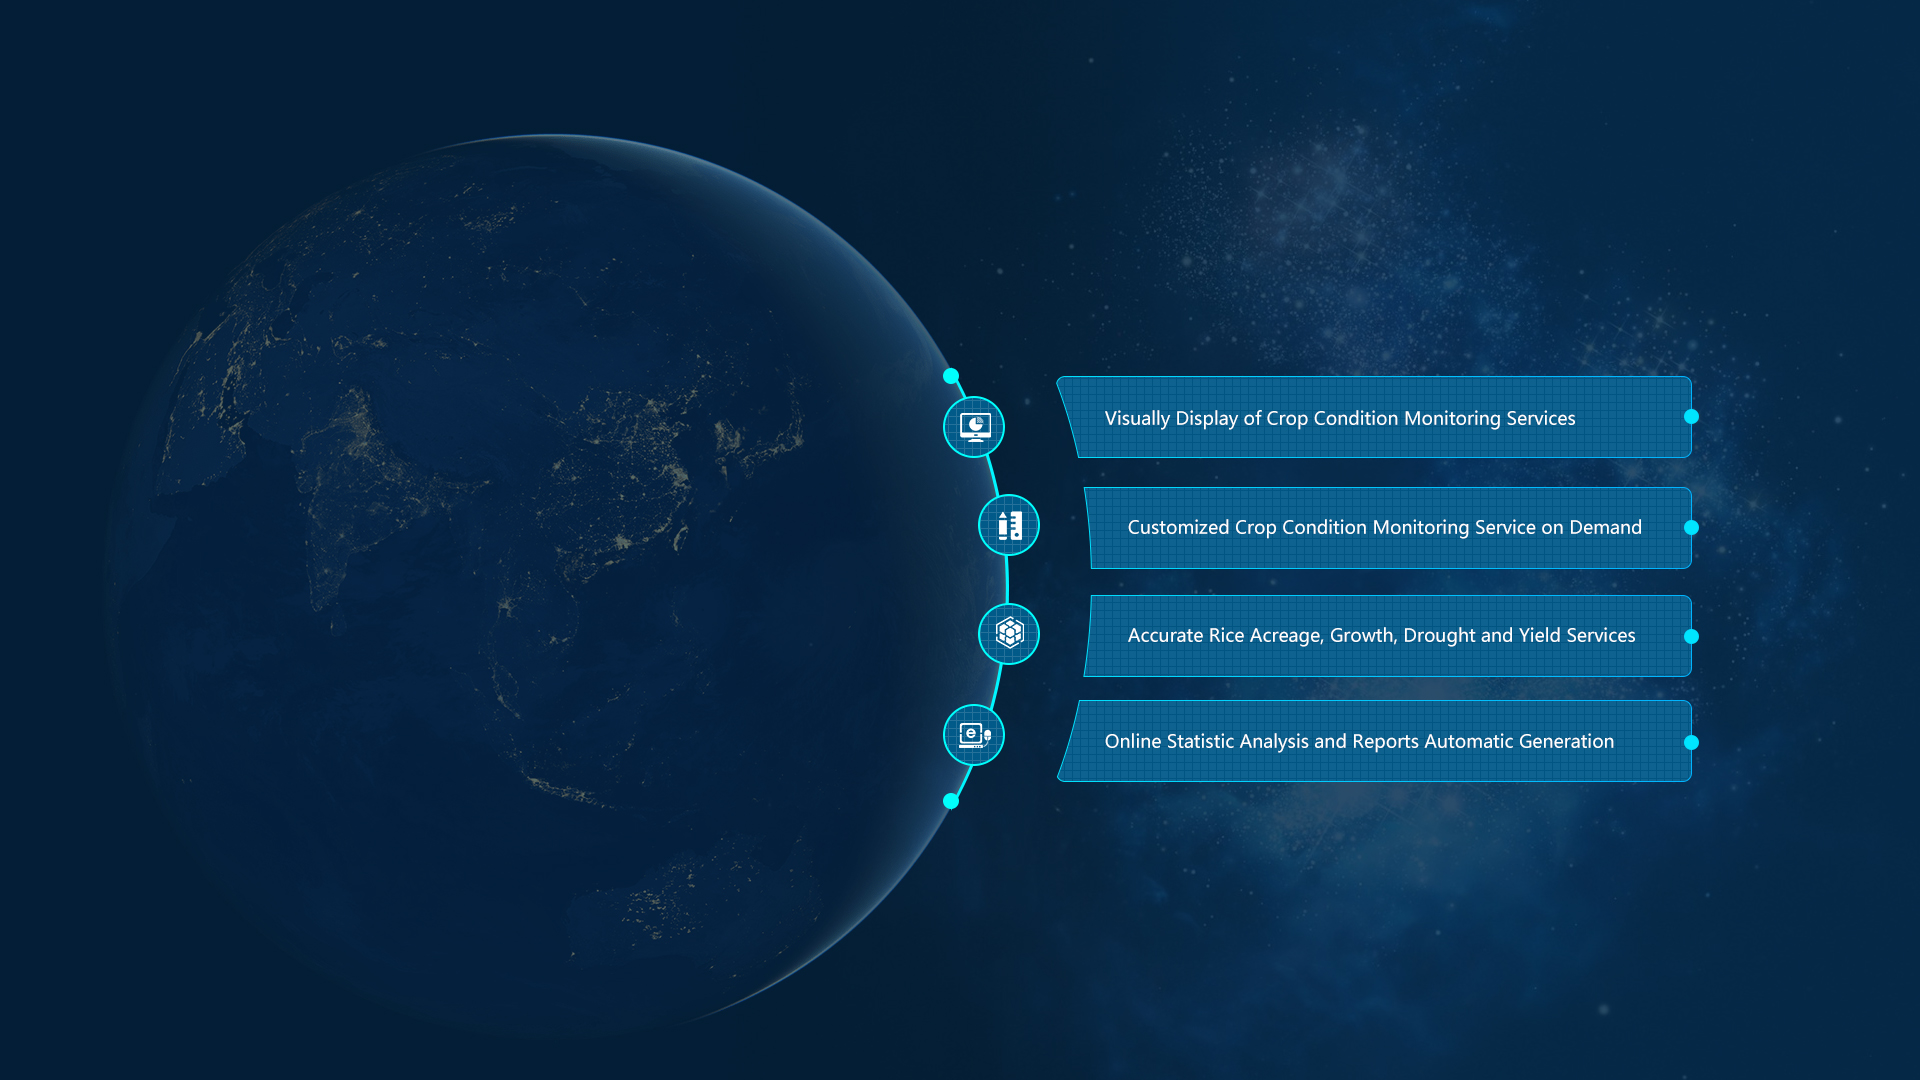 Visually Display of Crop Condition Monitoring Services
Customized Crop Condition Monitoring Service on Demand
Accurate Rice Acreage, Growth, Drought and Yield Services
e
Online Statistic Analysis and Reports Automatic Generation